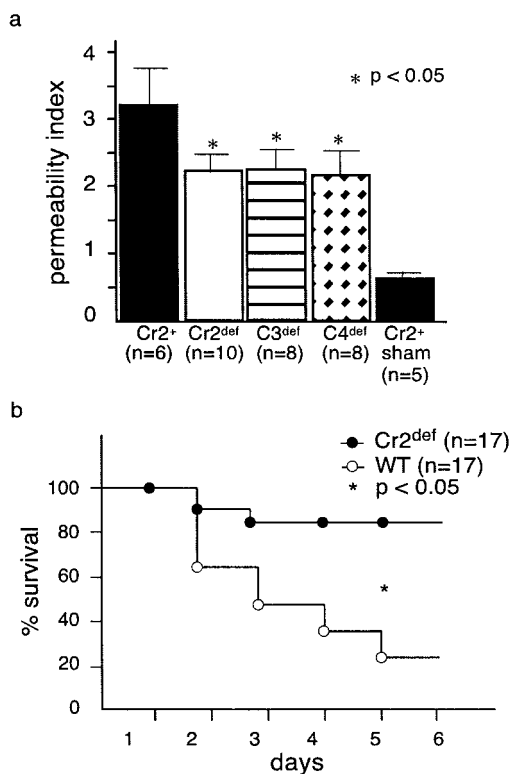 a
* p < 0.05
permeability index
4
3
2
1
0
* * *
Cr2⁺ Cr2ᵈᵉᶠ C3ᵈᵉᶠ C4ᵈᵉᶠ Cr2⁺
(n=6) (n=10) (n=8) (n=8) sham
(n=5)
b
Cr2ᵈᵉᶠ (n=17)
WT (n=17)
* p < 0.05
% survival
100
80
60
40
20
0
*
1 2 3 4 5 6
days